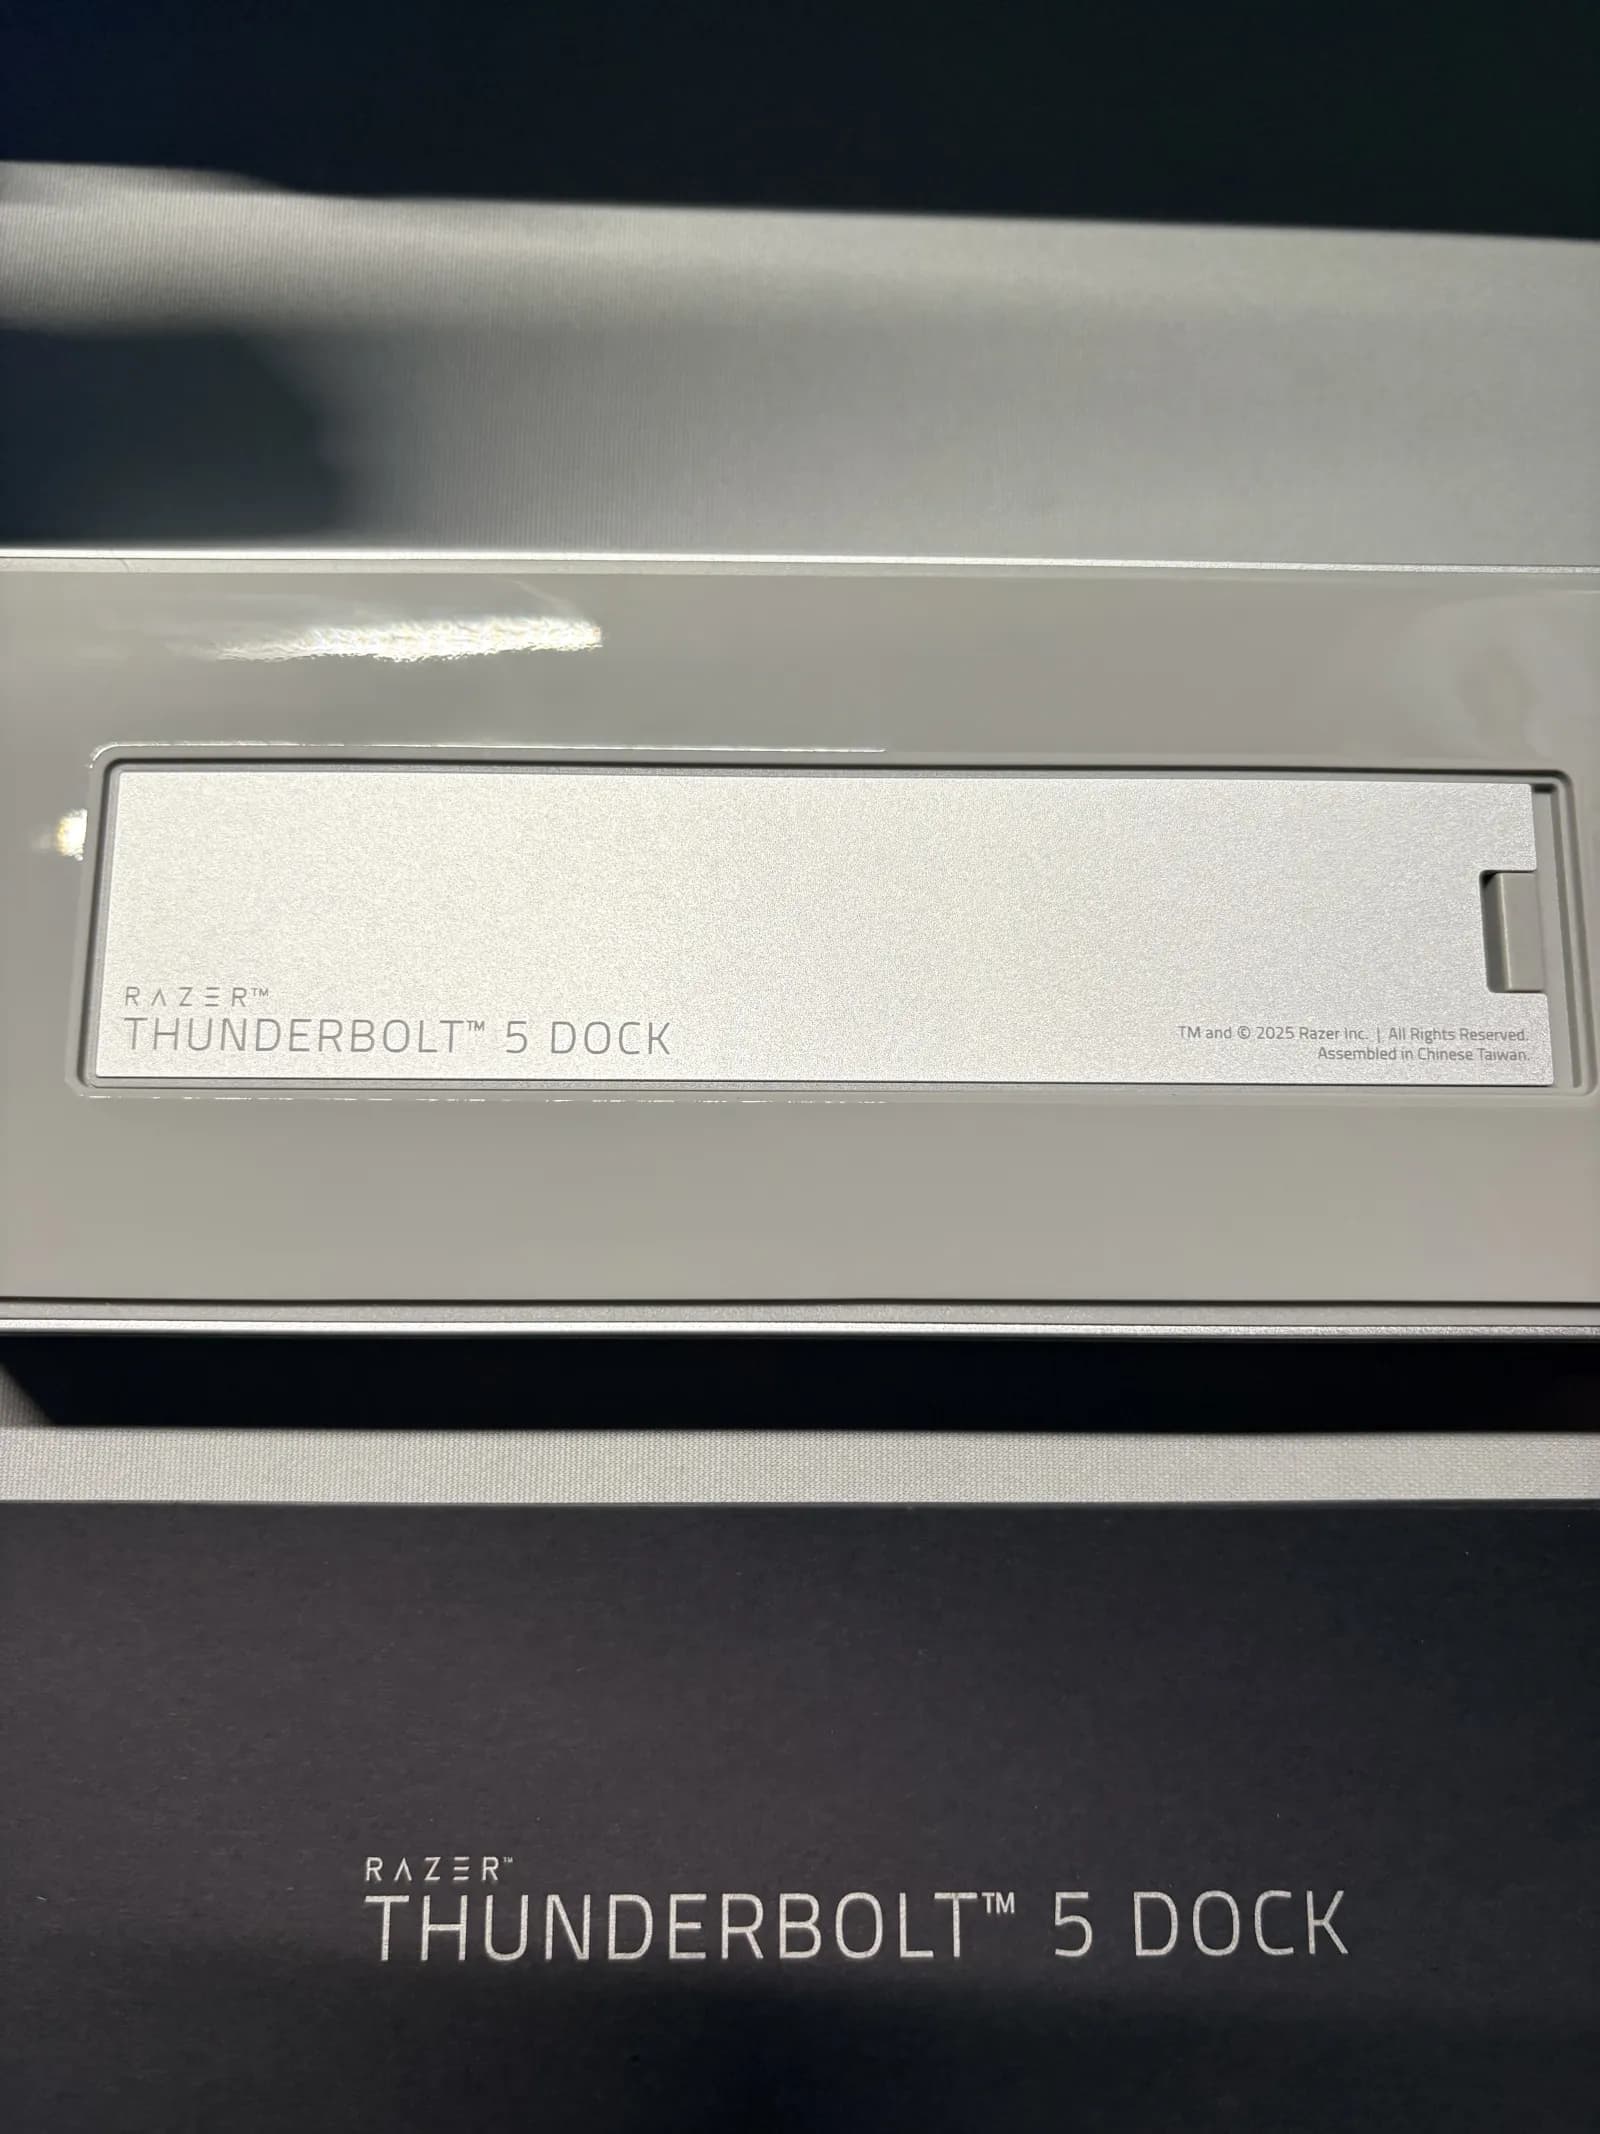 RAZER™
THUNDERBOLT™ 5 DOCK
TM and © 2025 Razer Inc. | All Rights Reserved.
Assembled in Chinese Taiwan.
RAZER™
THUNDERBOLT™ 5 DOCK